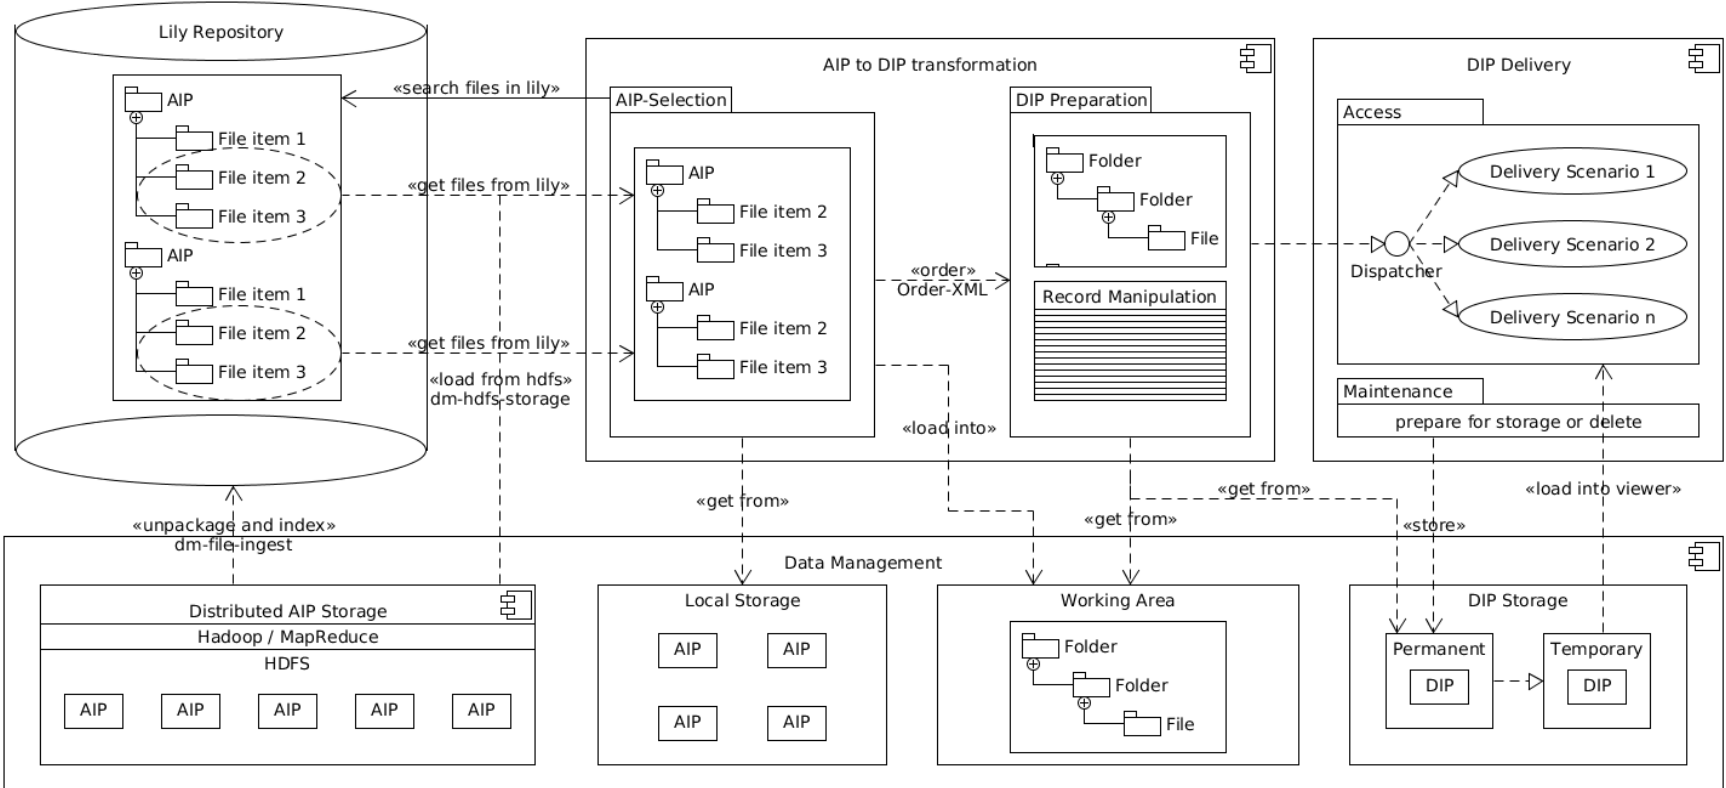 Lily Repository
AIP
File item 1
File item 2
File item 3
AIP
File item 1
File item 2
File item 3
«search files in lily»
«get files from lily»
«get files from lily»
«load from hdfs»
dm-hdfs-storage
«unpackage and index»
dm-file-ingest
AIP to DIP transformation
AIP-Selection
AIP
File item 2
File item 3
AIP
File item 2
File item 3
«order»
Order-XML
«load into»
DIP Preparation
Folder
Folder
File
Record Manipulation
DIP Delivery
Access
Delivery Scenario 1
Delivery Scenario 2
Delivery Scenario n
Dispatcher
Maintenance
prepare for storage or delete
«get from»
«get from»
«get from»
«store»
«load into viewer»
Data Management
Distributed AIP Storage
Hadoop / MapReduce
HDFS
AIP
AIP
AIP
AIP
AIP
Local Storage
AIP
AIP
AIP
AIP
Working Area
Folder
Folder
File
DIP Storage
Permanent
DIP
Temporary
DIP